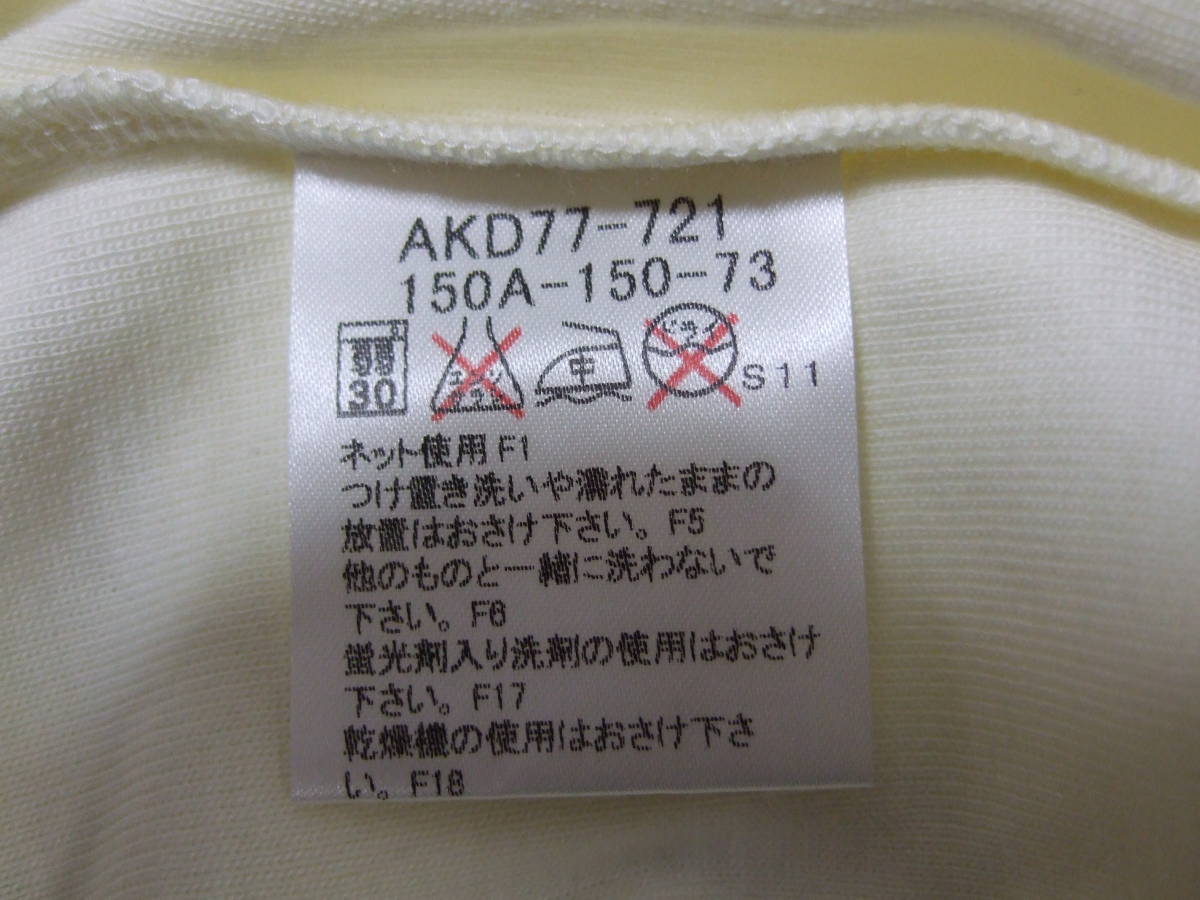 AKD77-721
150A-150-73
弱
30
エンソ
サラシ
中
ドライ
S11
ネット使用 F1
つけ置き洗いや濡れたままの
放置はおさけ下さい。F5
他のものと一緒に洗わないで
下さい。F6
蛍光剤入り洗剤の使用はおさけ
下さい。F17
乾燥機の使用はおさけ下さ
い。F18